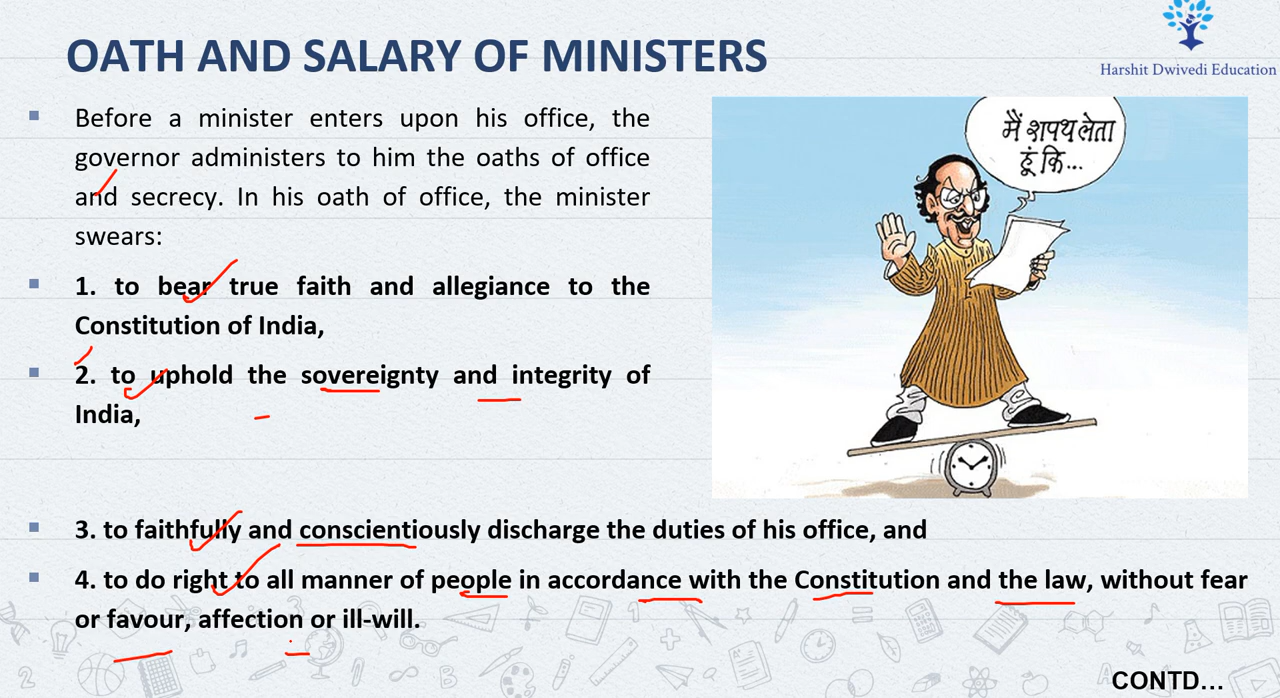 OATH AND SALARY OF MINISTERS
Harshit Dwivedi Education
Before a minister enters upon his office, the
governor administers to him the oaths of office
and secrecy. In his oath of office, the minister
swears:
1. to bear true faith and allegiance to the
Constitution of India,
2. to uphold the sovereignty and integrity of
India,
मैं शपथ लेता
हूं कि...
3. to faithfully and conscientiously discharge the duties of his office, and
4. to do right to all manner of people in accordance with the Constitution and the law, without fear
or favour, affection or ill-will.
CONTD...